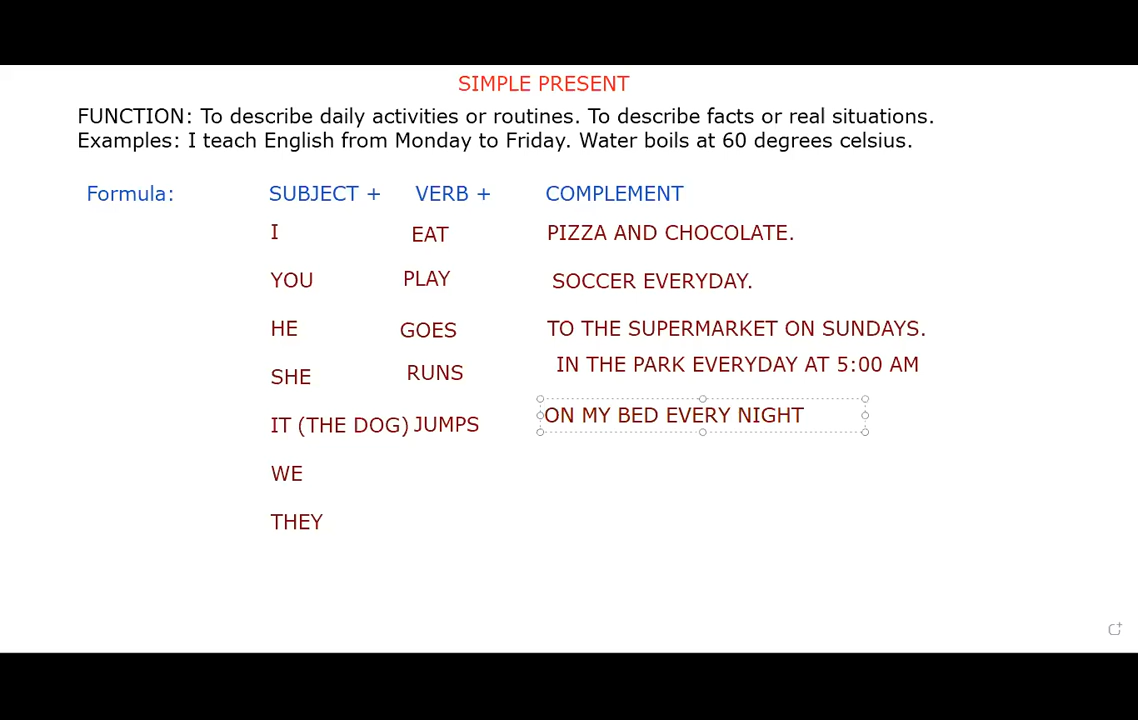 SIMPLE PRESENT
FUNCTION: To describe daily activities or routines. To describe facts or real situations.
Examples: I teach English from Monday to Friday. Water boils at 60 degrees celsius.
Formula: SUBJECT + VERB + COMPLEMENT
I EAT PIZZA AND CHOCOLATE.
YOU PLAY SOCCER EVERYDAY.
HE GOES TO THE SUPERMARKET ON SUNDAYS.
SHE RUNS IN THE PARK EVERYDAY AT 5:00 AM
IT (THE DOG) JUMPS ON MY BED EVERY NIGHT
WE
THEY